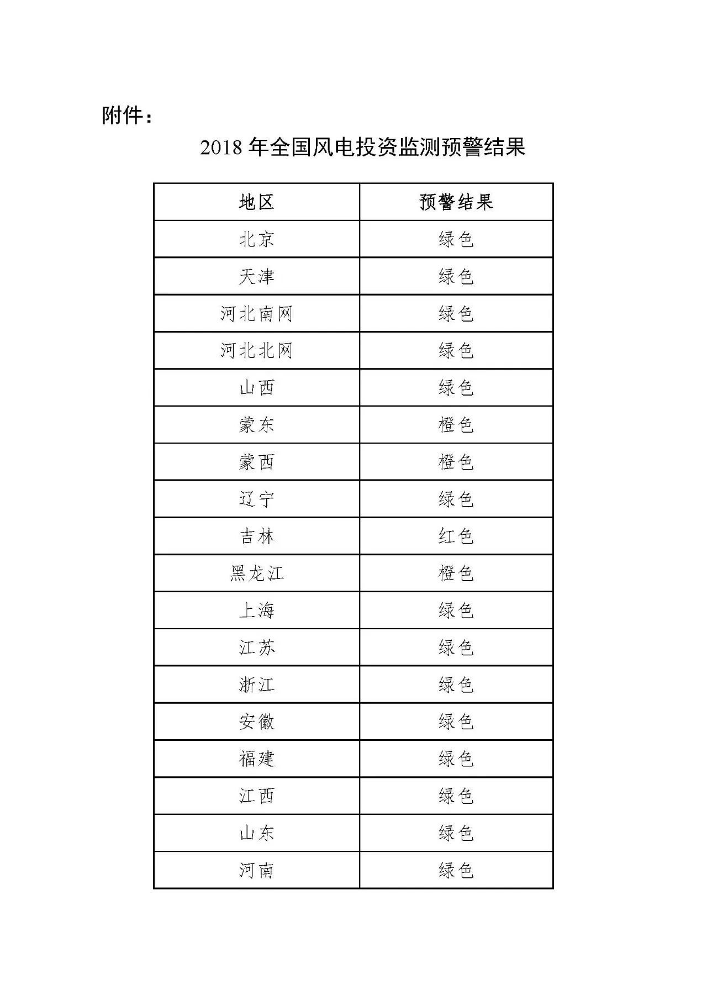 附件：
2018 年全国风电投资监测预警结果
地区 预警结果
北京 绿色
天津 绿色
河北南网 绿色
河北北网 绿色
山西 绿色
蒙东 橙色
蒙西 橙色
辽宁 绿色
吉林 红色
黑龙江 橙色
上海 绿色
江苏 绿色
浙江 绿色
安徽 绿色
福建 绿色
江西 绿色
山东 绿色
河南 绿色